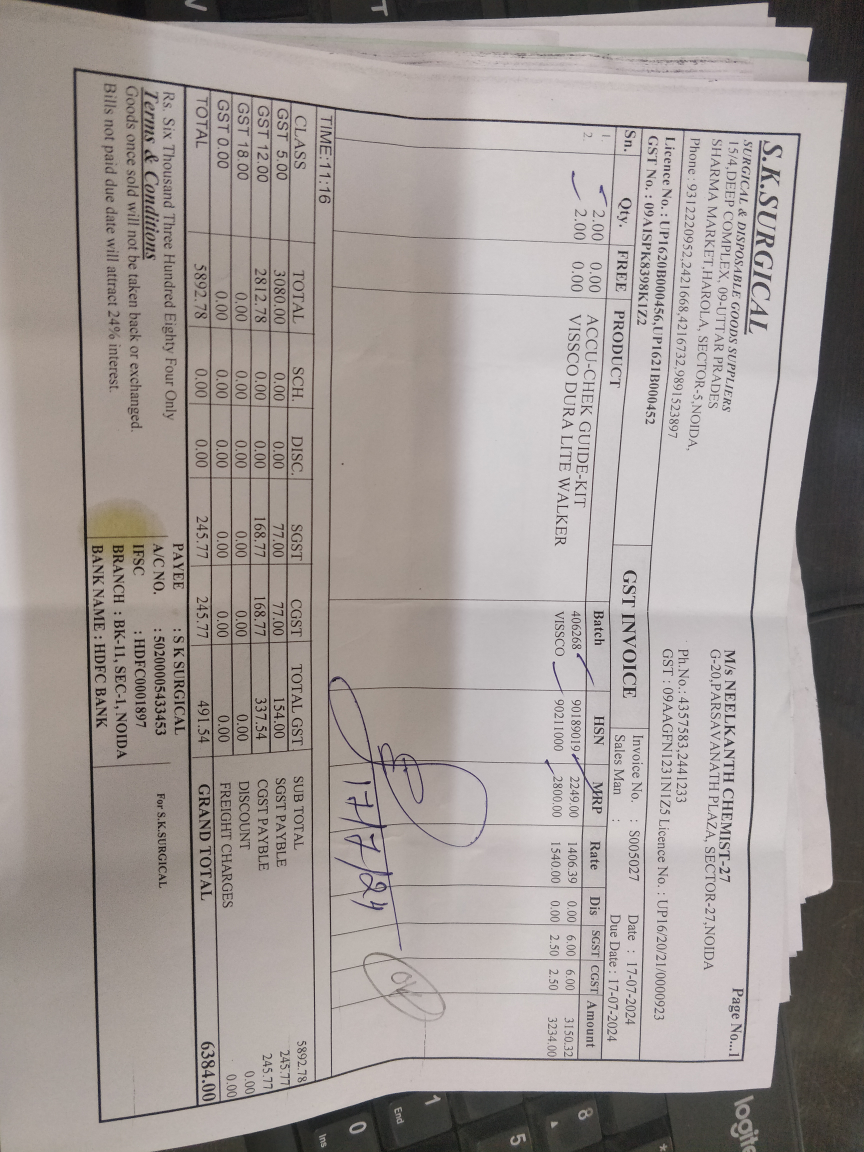 Page No...1
S.K.SURGICAL
SURGICAL & DISPOSABLE GOODS SUPPLIERS
15/4,DEEP COMPLEX, 09-UTTAR PRADES
SHARMA MARKET,HAROLA, SECTOR-5,NOIDA,
Phone : 9312220952,2421668,4216732,9891523897
Licence No. : UP1620B000456,UP1621B000452
GST No. : 09AISPK8398K1Z2
M/s NEELKANTH CHEMIST-27
G-20,PARSAVANATH PLAZA, SECTOR-27,NOIDA
Ph.No.: 4357583,2441233
GST : 09AAGFN1231N1Z5 Licence No. : UP16/20/21/0000923
GST INVOICE
Invoice No. : S005027 Date : 17-07-2024
Sales Man : Due Date : 17-07-2024
Sn. Qty. FREE PRODUCT Batch HSN MRP Rate Dis SGST CGST Amount
1. 2.00 0.00 ACCU-CHEK GUIDE-KIT 406268 90189019 2249.00 1406.39 0.00 6.00 6.00 3150.32
2. 2.00 0.00 VISSCO DURA LITE WALKER VISSCO 90211000 2800.00 1540.00 0.00 2.50 2.50 3234.00
17/7/24
TIME:11:16
CLASS TOTAL SCH. DISC. SGST CGST TOTAL GST
GST 5.00 3080.00 0.00 0.00 77.00 77.00 154.00
GST 12.00 2812.78 0.00 0.00 168.77 168.77 337.54
GST 18.00 0.00 0.00 0.00 0.00 0.00 0.00
GST 0.00 0.00 0.00 0.00 0.00 0.00 0.00
TOTAL 5892.78 0.00 0.00 245.77 245.77 491.54
SUB TOTAL 5892.78
SGST PAYBLE 245.77
CGST PAYBLE 245.77
DISCOUNT 0.00
FREIGHT CHARGES 0.00
GRAND TOTAL 6384.00
Rs. Six Thousand Three Hundred Eighty Four Only
Terms & Conditions
Goods once sold will not be taken back or exchanged.
Bills not paid due date will attract 24% interest.
PAYEE : S K SURGICAL
A/C NO. : 50200005433453
IFSC : HDFC0001897
BRANCH : BK-11, SEC-1, NOIDA
BANK NAME : HDFC BANK
For S.K.SURGICAL
logite
8
5
1
End
0
Ins
T